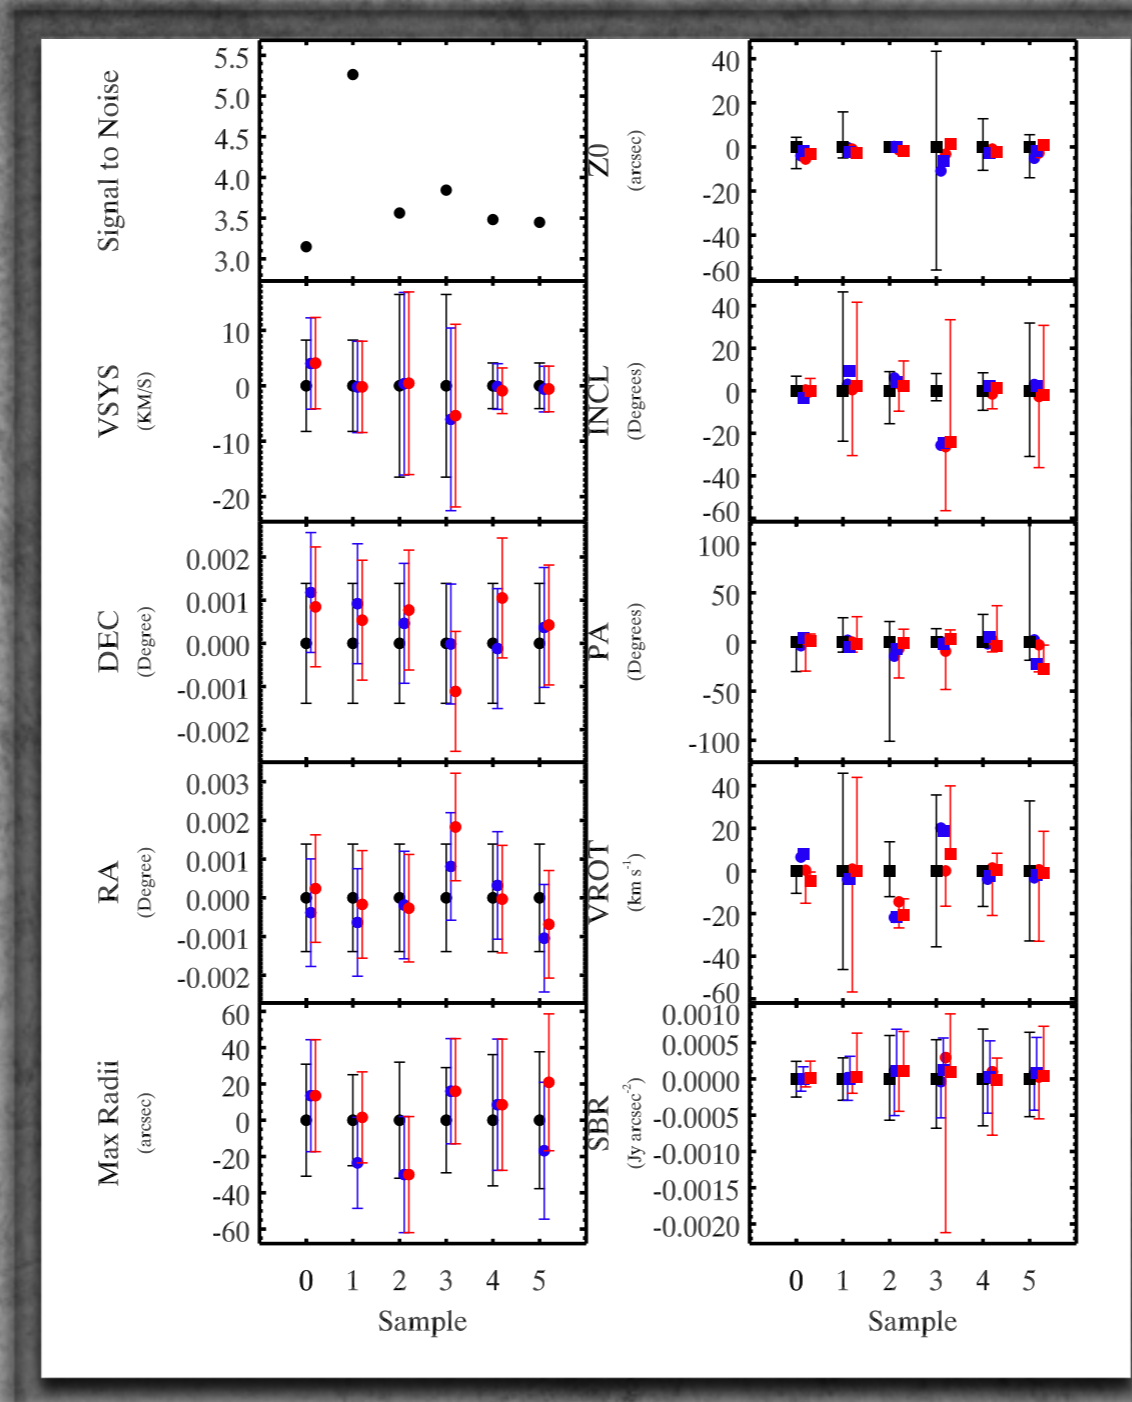 Signal to Noise
5.5
5.0
4.5
4.0
3.5
3.0
VSYS
(KM/S)
10
0
-10
-20
DEC
(Degree)
0.002
0.001
0.000
-0.001
-0.002
RA
(Degree)
0.003
0.002
0.001
0.000
-0.001
-0.002
Max Radii
(arcsec)
60
40
20
0
-20
-40
-60
0 1 2 3 4 5
Sample
Z0
(arcsec)
40
20
0
-20
-40
-60
INCL
(Degrees)
40
20
0
-20
-40
-60
PA
(Degrees)
100
50
0
-50
-100
VROT
(km s⁻¹)
40
20
0
-20
-40
-60
SBR
(Jy arcsec⁻²)
0.0010
0.0005
0.0000
-0.0005
-0.0010
-0.0015
-0.0020
0 1 2 3 4 5
Sample